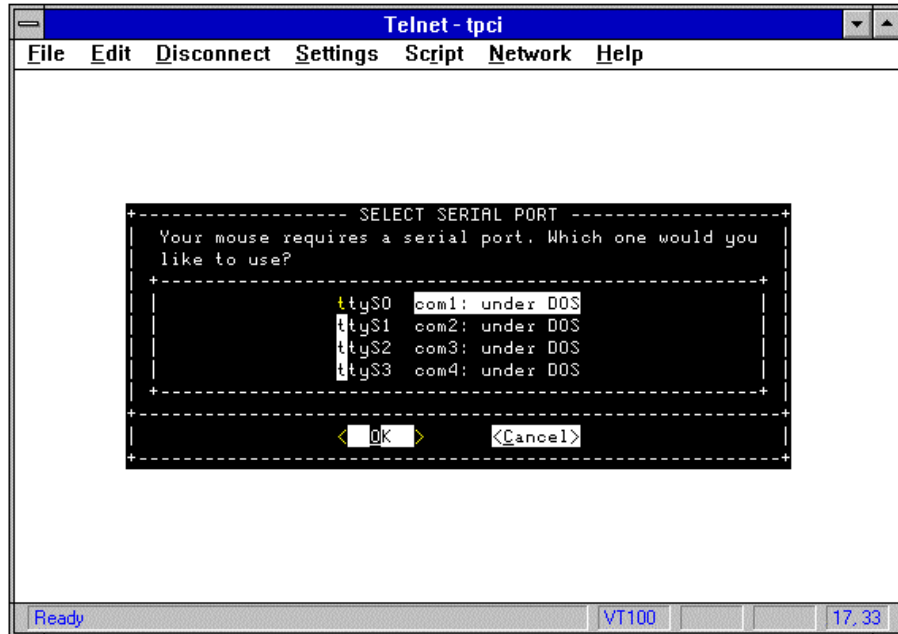 Telnet - tpci
File Edit Disconnect Settings Script Network Help
SELECT SERIAL PORT
Your mouse requires a serial port. Which one would you
like to use?
ttyS0 com1: under DOS
ttyS1 com2: under DOS
ttyS2 com3: under DOS
ttyS3 com4: under DOS
< OK > <Cancel>
Ready VT100 17, 33